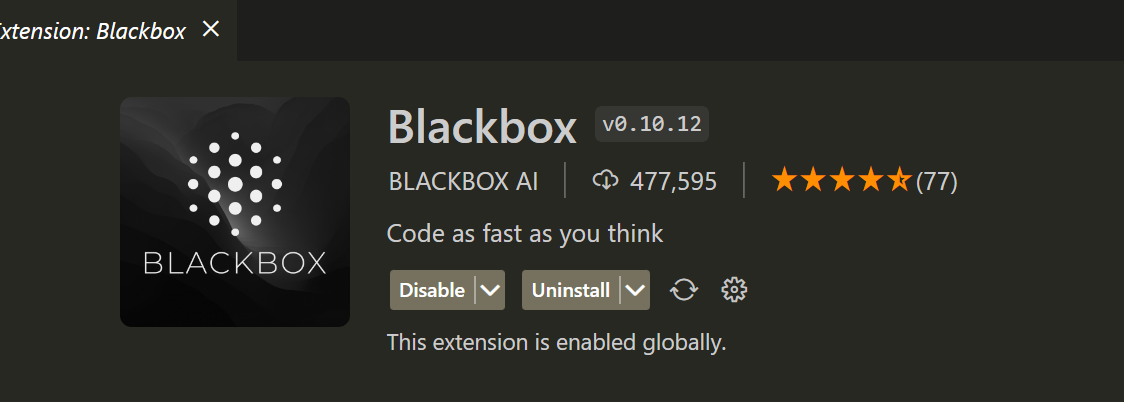 xtension: Blackbox
BLACKBOX
Blackbox v0.10.12
BLACKBOX AI 477,595 (77)
Code as fast as you think
Disable Uninstall
This extension is enabled globally.